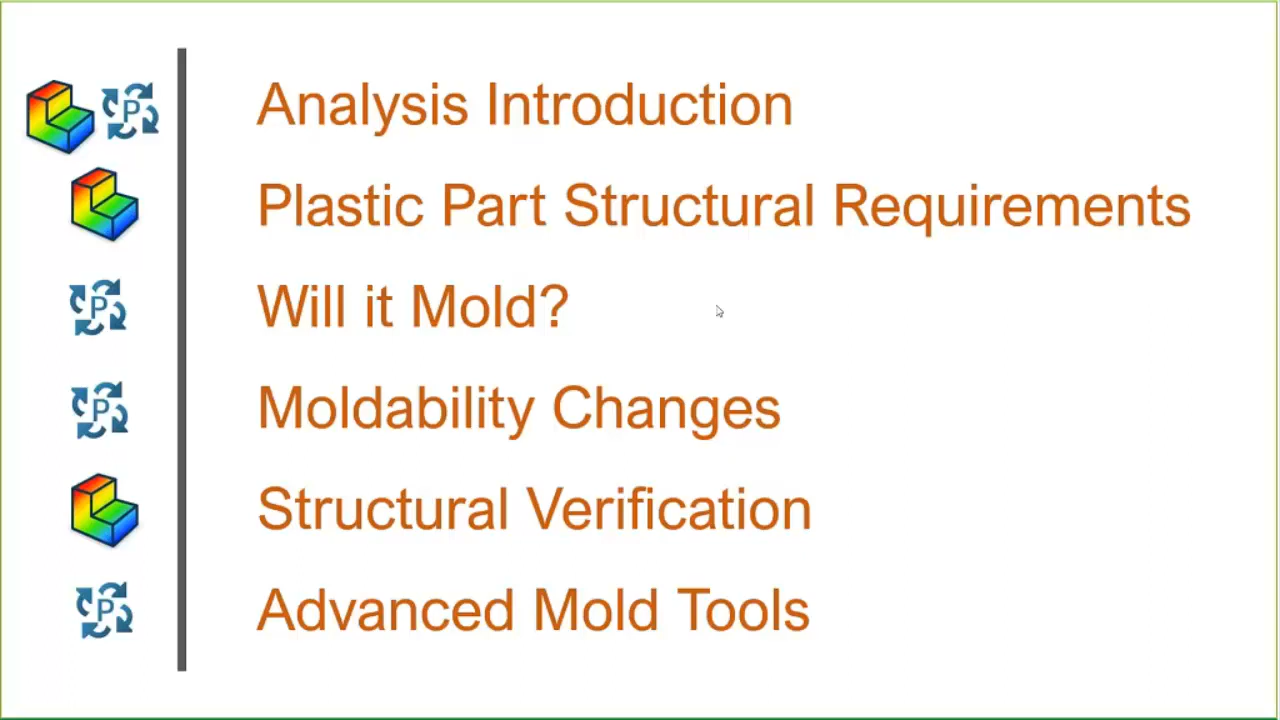 P
Analysis Introduction
Plastic Part Structural Requirements
P
Will it Mold?
P
Moldability Changes
Structural Verification
P
Advanced Mold Tools